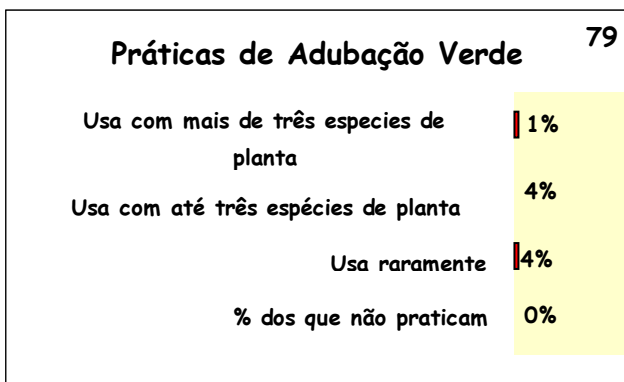 79
Práticas de Adubação Verde
Usa com mais de três especies de
planta
1%
Usa com até três espécies de planta
4%
Usa raramente
4%
% dos que não praticam
0%